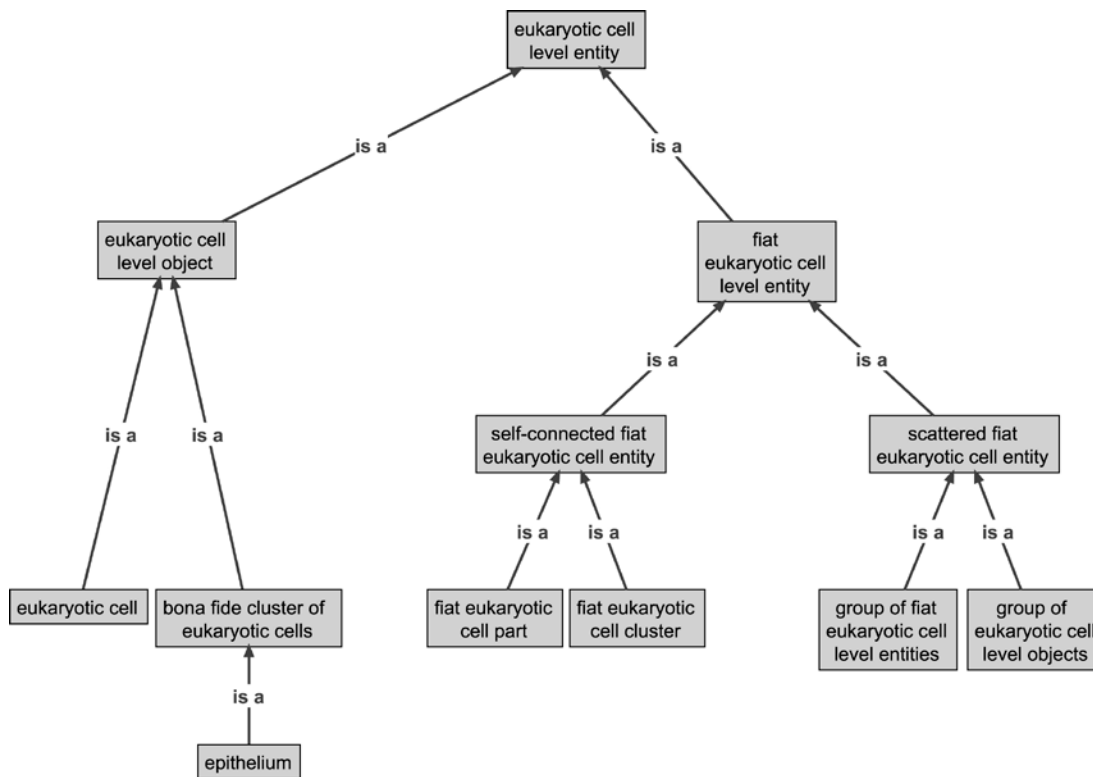 eukaryotic cell
level entity
is a
is a
eukaryotic cell
level object
fiat
eukaryotic cell
level entity
is a
is a
is a
is a
self-connected fiat
eukaryotic cell entity
scattered fiat
eukaryotic cell entity
is a
is a
is a
is a
eukaryotic cell
bona fide cluster of
eukaryotic cells
fiat eukaryotic
cell part
fiat eukaryotic
cell cluster
group of fiat
eukaryotic cell
level entities
group of
eukaryotic cell
level objects
is a
epithelium